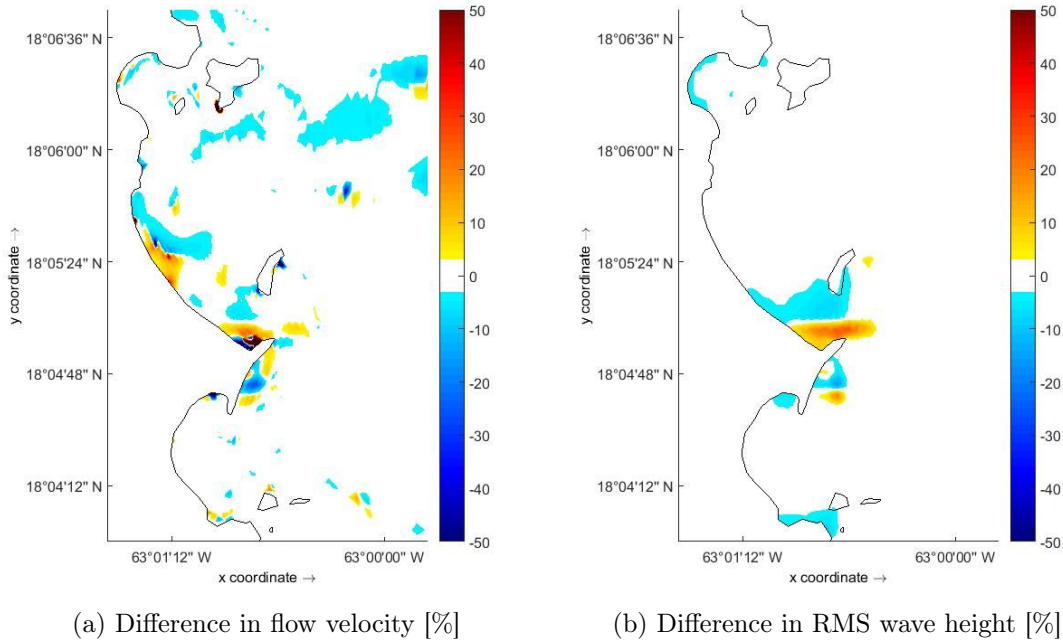 18°06'36" N
18°06'00" N
18°05'24" N
18°04'48" N
18°04'12" N
y coordinate →
63°01'12" W
63°00'00" W
x coordinate →
50
40
30
20
10
0
-10
-20
-30
-40
-50
(a) Difference in flow velocity [%]
18°06'36" N
18°06'00" N
18°05'24" N
18°04'48" N
18°04'12" N
y coordinate →
63°01'12" W
63°00'00" W
x coordinate →
50
40
30
20
10
0
-10
-20
-30
-40
-50
(b) Difference in RMS wave height [%]